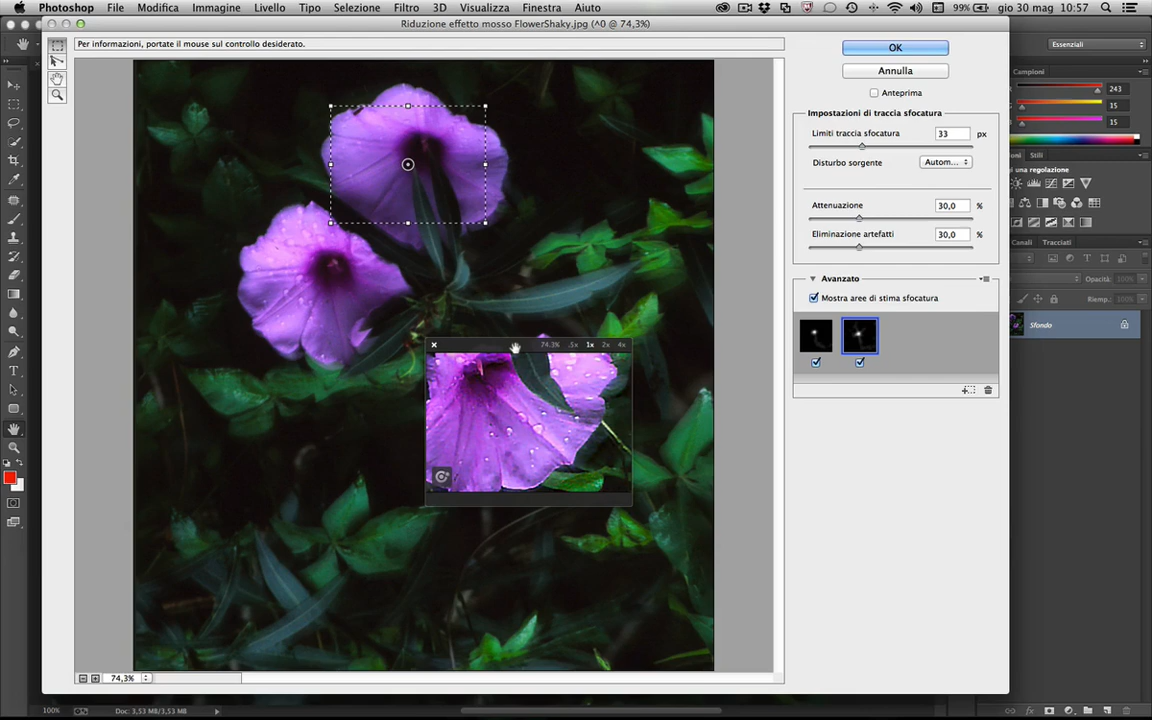 Photoshop File Modifica Immagine Livello Tipo Selezione Filtro 3D Visualizza Finestra Aiuto 99% gio 30 mag 10:57
Riduzione effetto mosso FlowerShaky.jpg (^0 @ 74,3%)
Per informazioni, portate il mouse sul controllo desiderato.
OK
Annulla
Anteprima
Impostazioni di traccia sfocatura
Limiti traccia sfocatura 33 px
Disturbo sorgente Autom...
Attenuazione 30,0 %
Eliminazione artefatti 30,0 %
Avanzato
Mostra aree di stima sfocatura
74.3% .5x 1x 2x 4x
74,3%
Essenziali
Campioni
243
15
15
Stili
gi una regolazione
Canali Tracciati
Opacità: 100%
Riemp.: 100%
Sfondo
100% Doc: 3,53 MB/3,53 MB